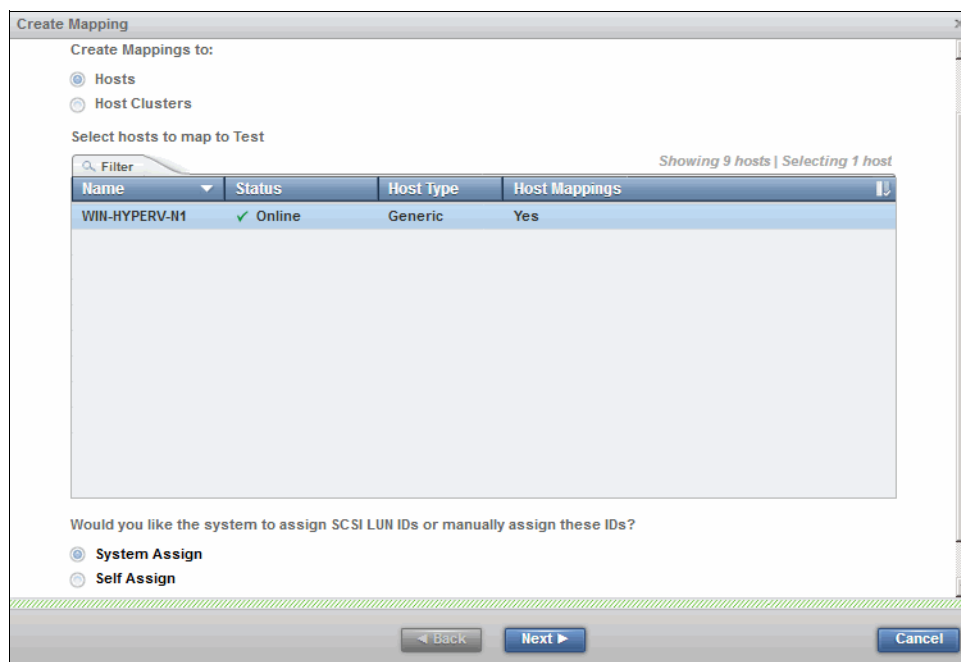 Create Mapping
Create Mappings to:
Hosts
Host Clusters
Select hosts to map to Test
Filter
Showing 9 hosts | Selecting 1 host
Name Status Host Type Host Mappings
WIN-HYPERV-N1 Online Generic Yes
Would you like the system to assign SCSI LUN IDs or manually assign these IDs?
System Assign
Self Assign
Back Next Cancel